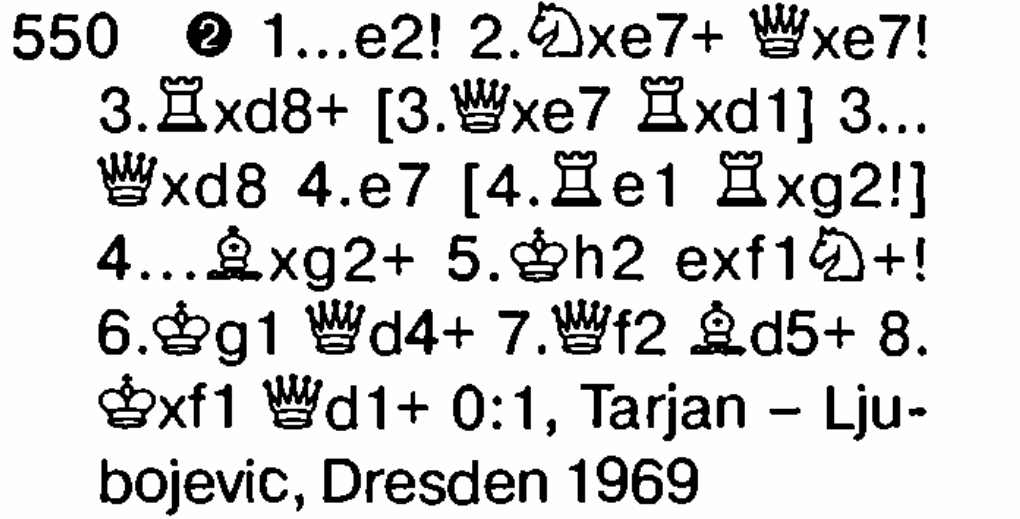 550 ❷ 1...e2! 2.♘xe7+ ♕xe7!
3.♖xd8+ [3.♕xe7 ♖xd1] 3...
♕xd8 4.e7 [4.♖e1 ♖xg2!]
4...♗xg2+ 5.♔h2 exf1♘+!
6.♔g1 ♕d4+ 7.♕f2 ♗d5+ 8.
♔xf1 ♕d1+ 0:1, Tarjan – Lju-
bojevic, Dresden 1969